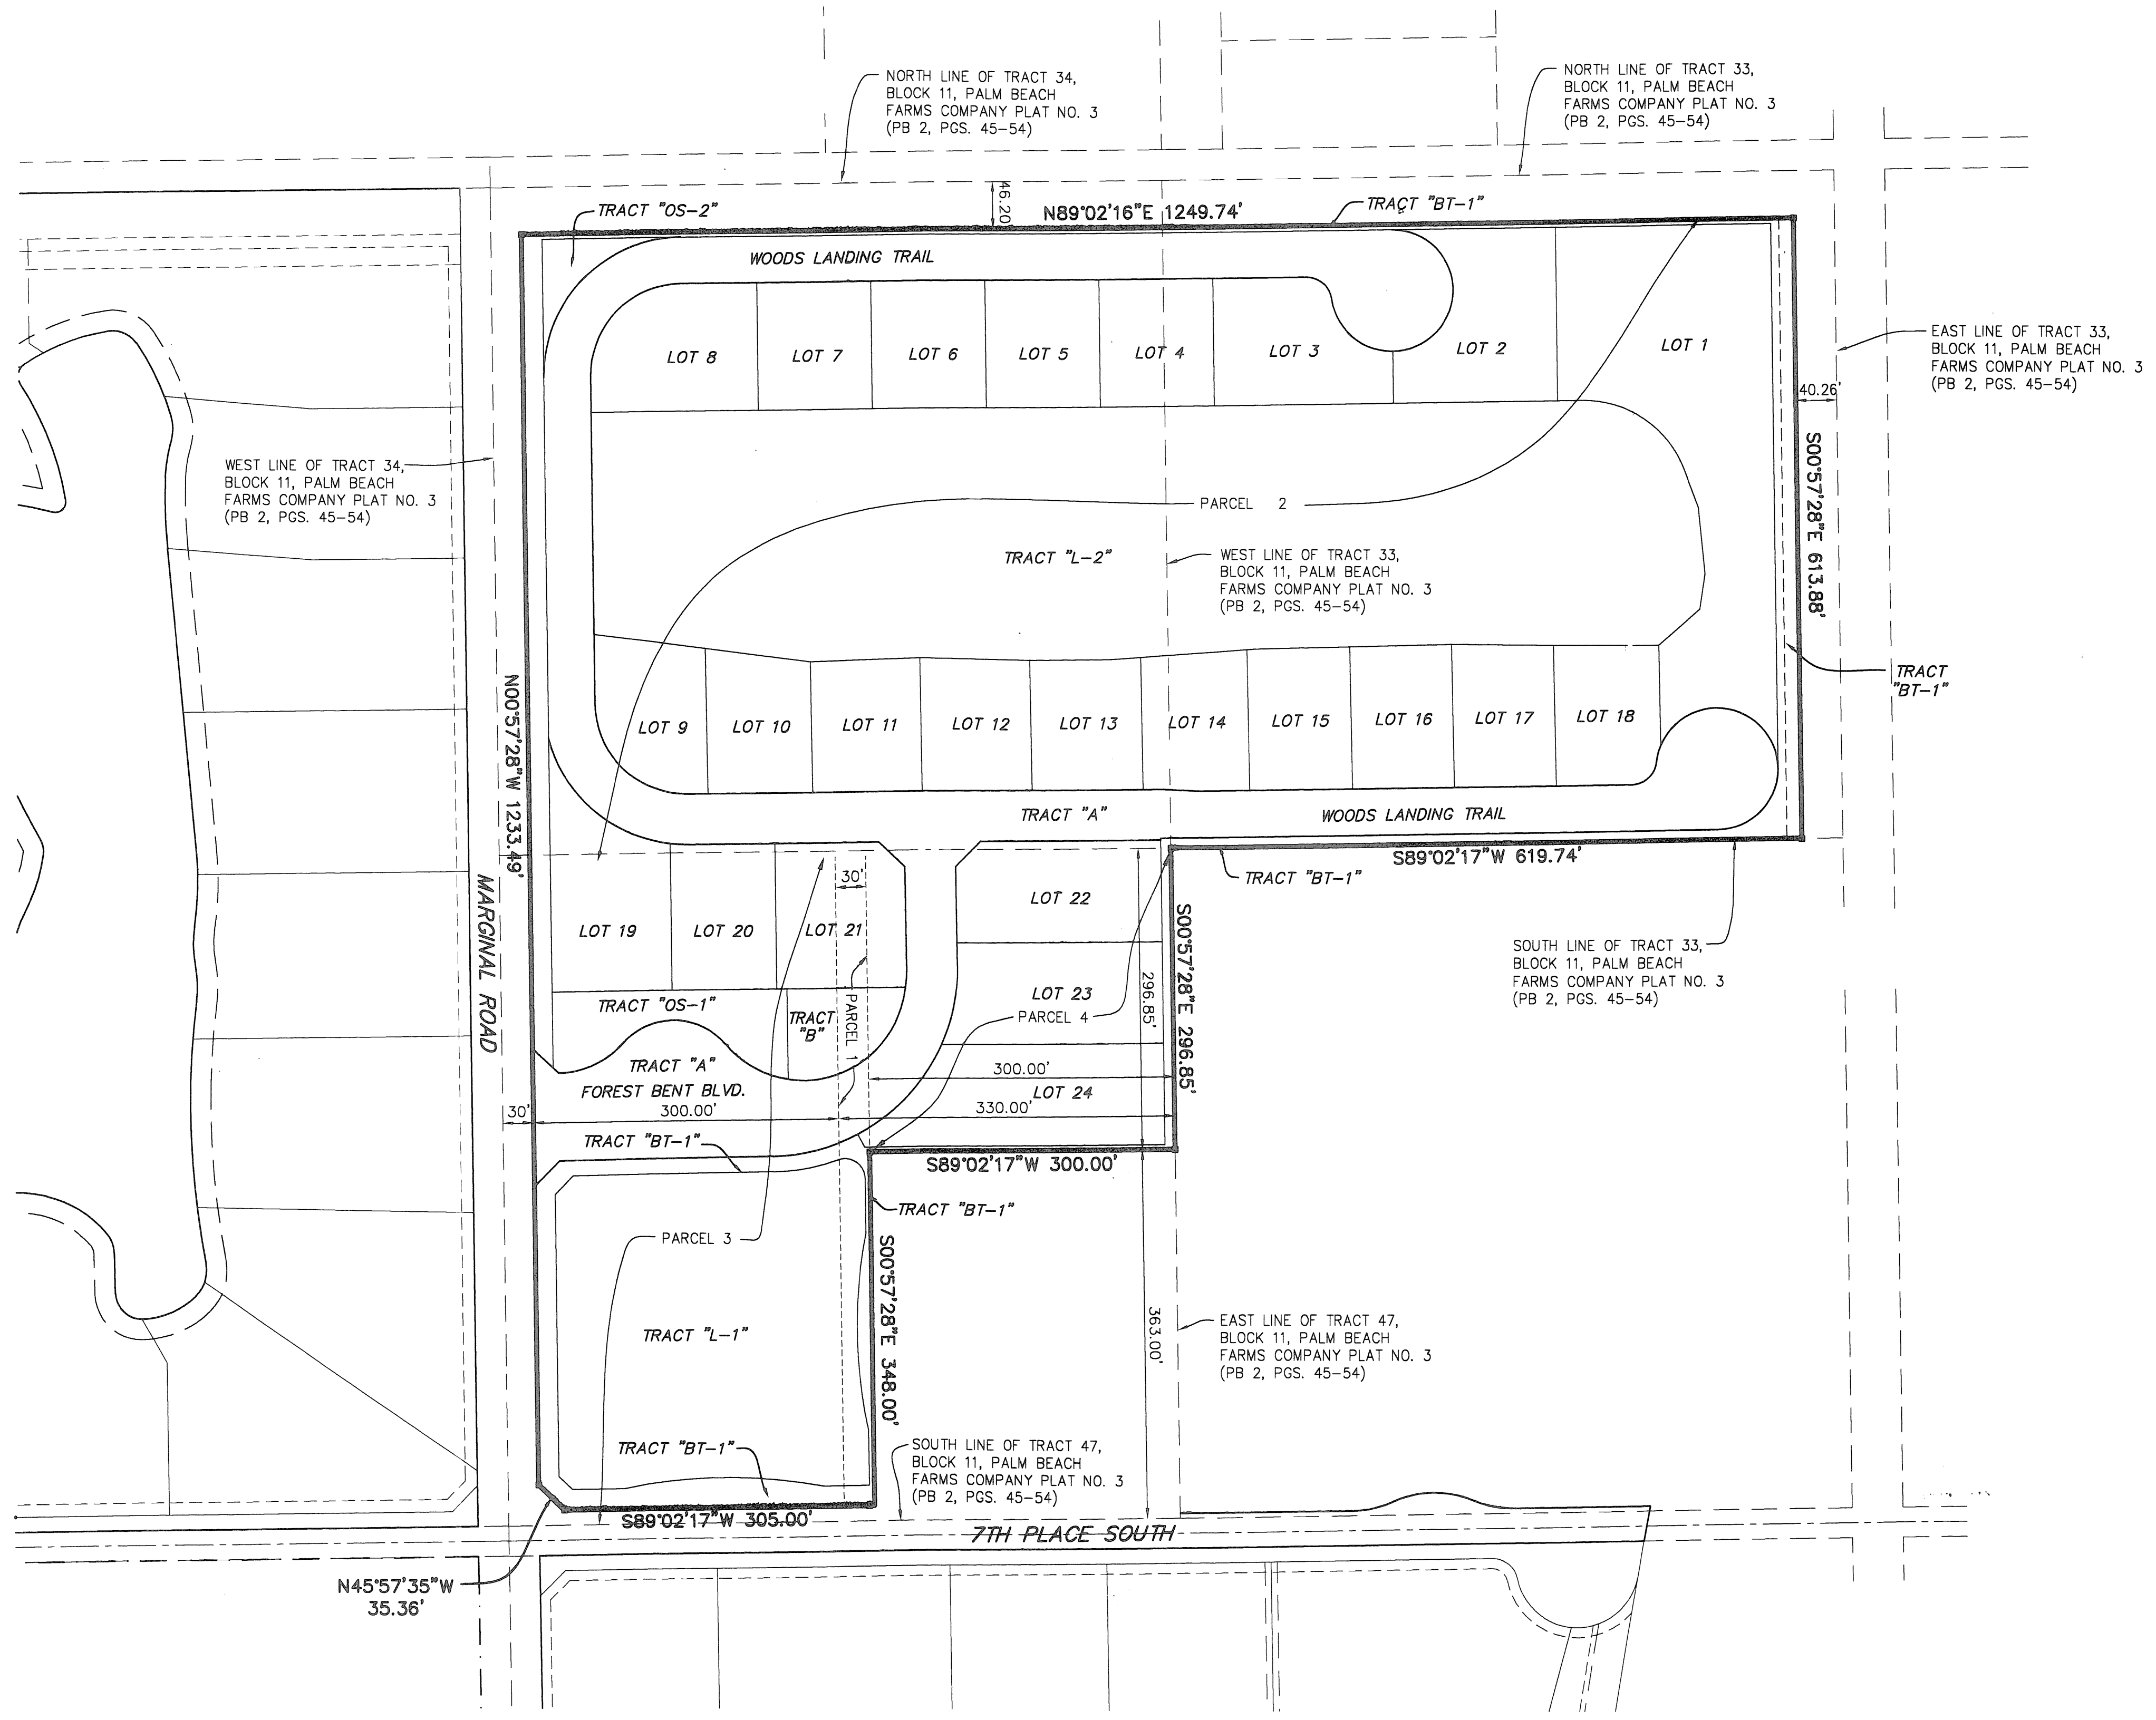 NORTH LINE OF TRACT 34,
BLOCK 11, PALM BEACH
FARMS COMPANY PLAT NO. 3
(PB 2, PGS. 45-54)
NORTH LINE OF TRACT 33,
BLOCK 11, PALM BEACH
FARMS COMPANY PLAT NO. 3
(PB 2, PGS. 45-54)
46.20'
TRACT "OS-2"
N89°02'16"E 1249.74'
TRACT "BT-1"
WOODS LANDING TRAIL
LOT 8
LOT 7
LOT 6
LOT 5
LOT 4
LOT 3
LOT 2
LOT 1
EAST LINE OF TRACT 33,
BLOCK 11, PALM BEACH
FARMS COMPANY PLAT NO. 3
(PB 2, PGS. 45-54)
40.26'
S00°57'28"E 613.88'
WEST LINE OF TRACT 34,
BLOCK 11, PALM BEACH
FARMS COMPANY PLAT NO. 3
(PB 2, PGS. 45-54)
PARCEL 2
TRACT "L-2"
WEST LINE OF TRACT 33,
BLOCK 11, PALM BEACH
FARMS COMPANY PLAT NO. 3
(PB 2, PGS. 45-54)
TRACT
"BT-1"
N00°57'28"W 1233.49'
LOT 9
LOT 10
LOT 11
LOT 12
LOT 13
LOT 14
LOT 15
LOT 16
LOT 17
LOT 18
TRACT "A"
WOODS LANDING TRAIL
S89°02'17"W 619.74'
TRACT "BT-1"
MARGINAL ROAD
30'
LOT 19
LOT 20
LOT 21
LOT 22
LOT 23
S00°57'28"E 296.85'
296.85'
SOUTH LINE OF TRACT 33,
BLOCK 11, PALM BEACH
FARMS COMPANY PLAT NO. 3
(PB 2, PGS. 45-54)
TRACT "OS-1"
TRACT
"B"
PARCEL 1
PARCEL 4
TRACT "A"
FOREST BENT BLVD.
300.00'
LOT 24
30'
300.00'
330.00'
TRACT "BT-1"
S89°02'17"W 300.00'
TRACT "BT-1"
PARCEL 3
S00°57'28"E 348.00'
363.00'
TRACT "L-1"
EAST LINE OF TRACT 47,
BLOCK 11, PALM BEACH
FARMS COMPANY PLAT NO. 3
(PB 2, PGS. 45-54)
TRACT "BT-1"
SOUTH LINE OF TRACT 47,
BLOCK 11, PALM BEACH
FARMS COMPANY PLAT NO. 3
(PB 2, PGS. 45-54)
S89°02'17"W 305.00'
7TH PLACE SOUTH
N45°57'35"W
35.36'